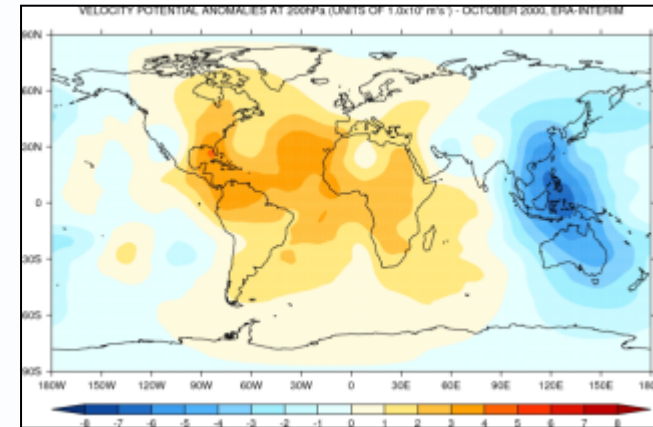 VELOCITY POTENTIAL ANOMALIES AT 200hPa (UNITS OF 1.0x10⁶ m²s⁻¹) - OCTOBER 2000, ERA-INTERIM
90N
60N
30N
0
30S
60S
90S
180W 150W 120W 90W 60W 30W 0 30E 60E 90E 120E 150E 180E
-8 -7 -6 -5 -4 -3 -2 -1 0 1 2 3 4 5 6 7 8